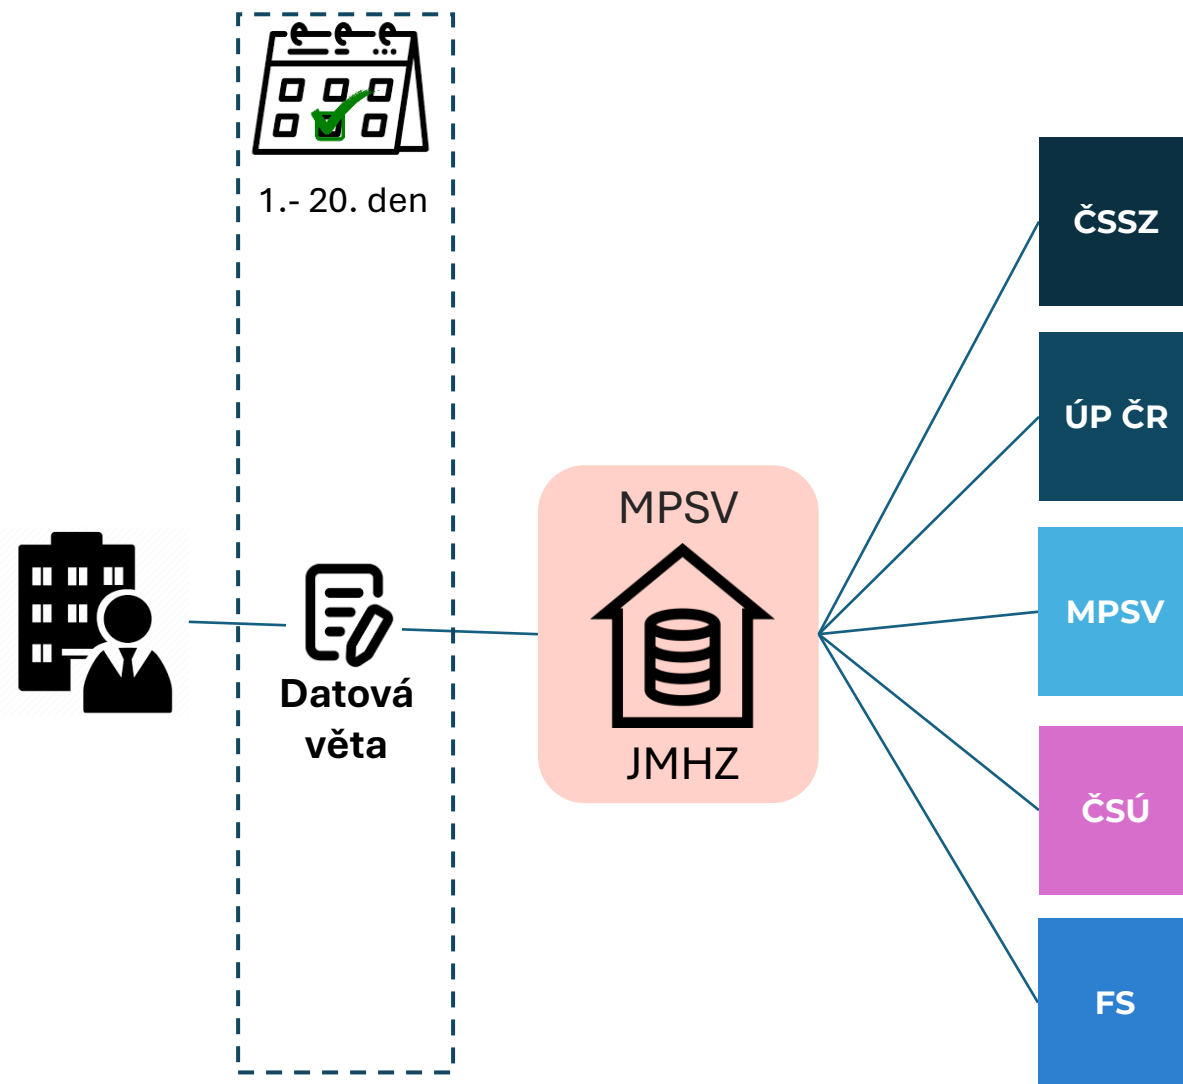 1.- 20. den
Datová
věta
MPSV
JMHZ
ČSSZ
ÚP ČR
MPSV
ČSÚ
FS